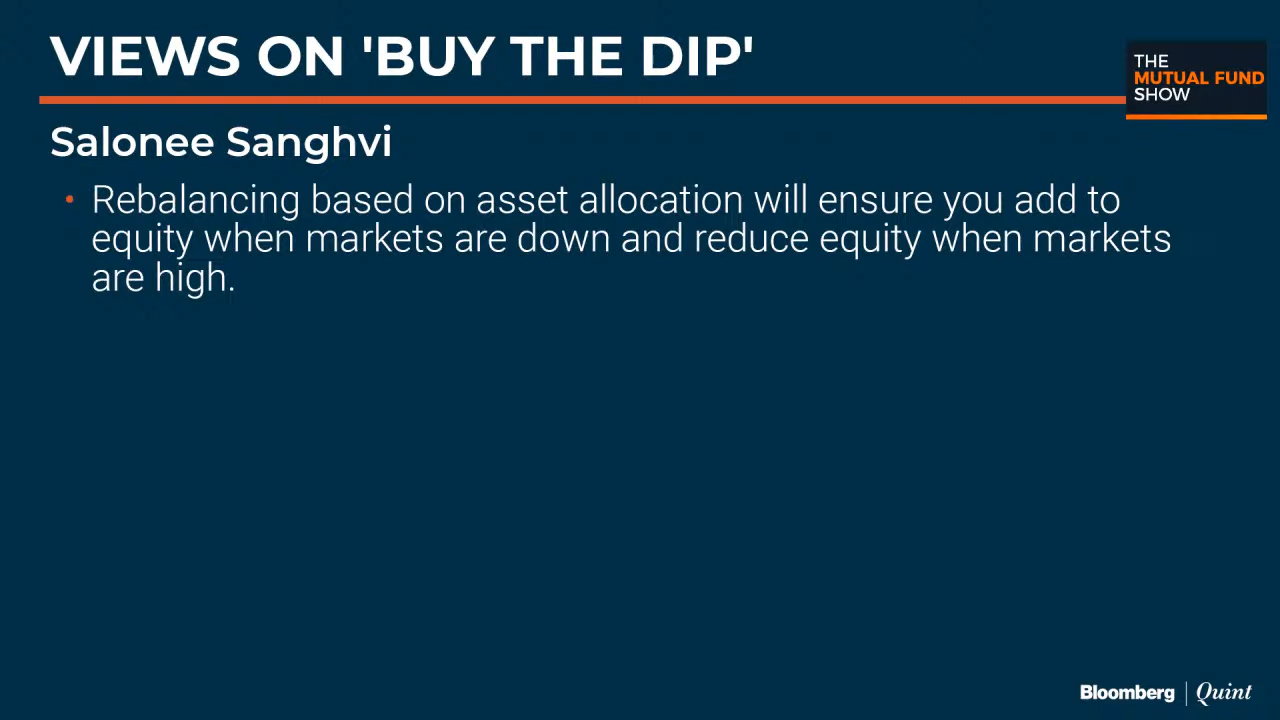 VIEWS ON 'BUY THE DIP'
THE
MUTUAL FUND
SHOW
Salonee Sanghvi
• Rebalancing based on asset allocation will ensure you add to
equity when markets are down and reduce equity when markets
are high.
Bloomberg | Quint